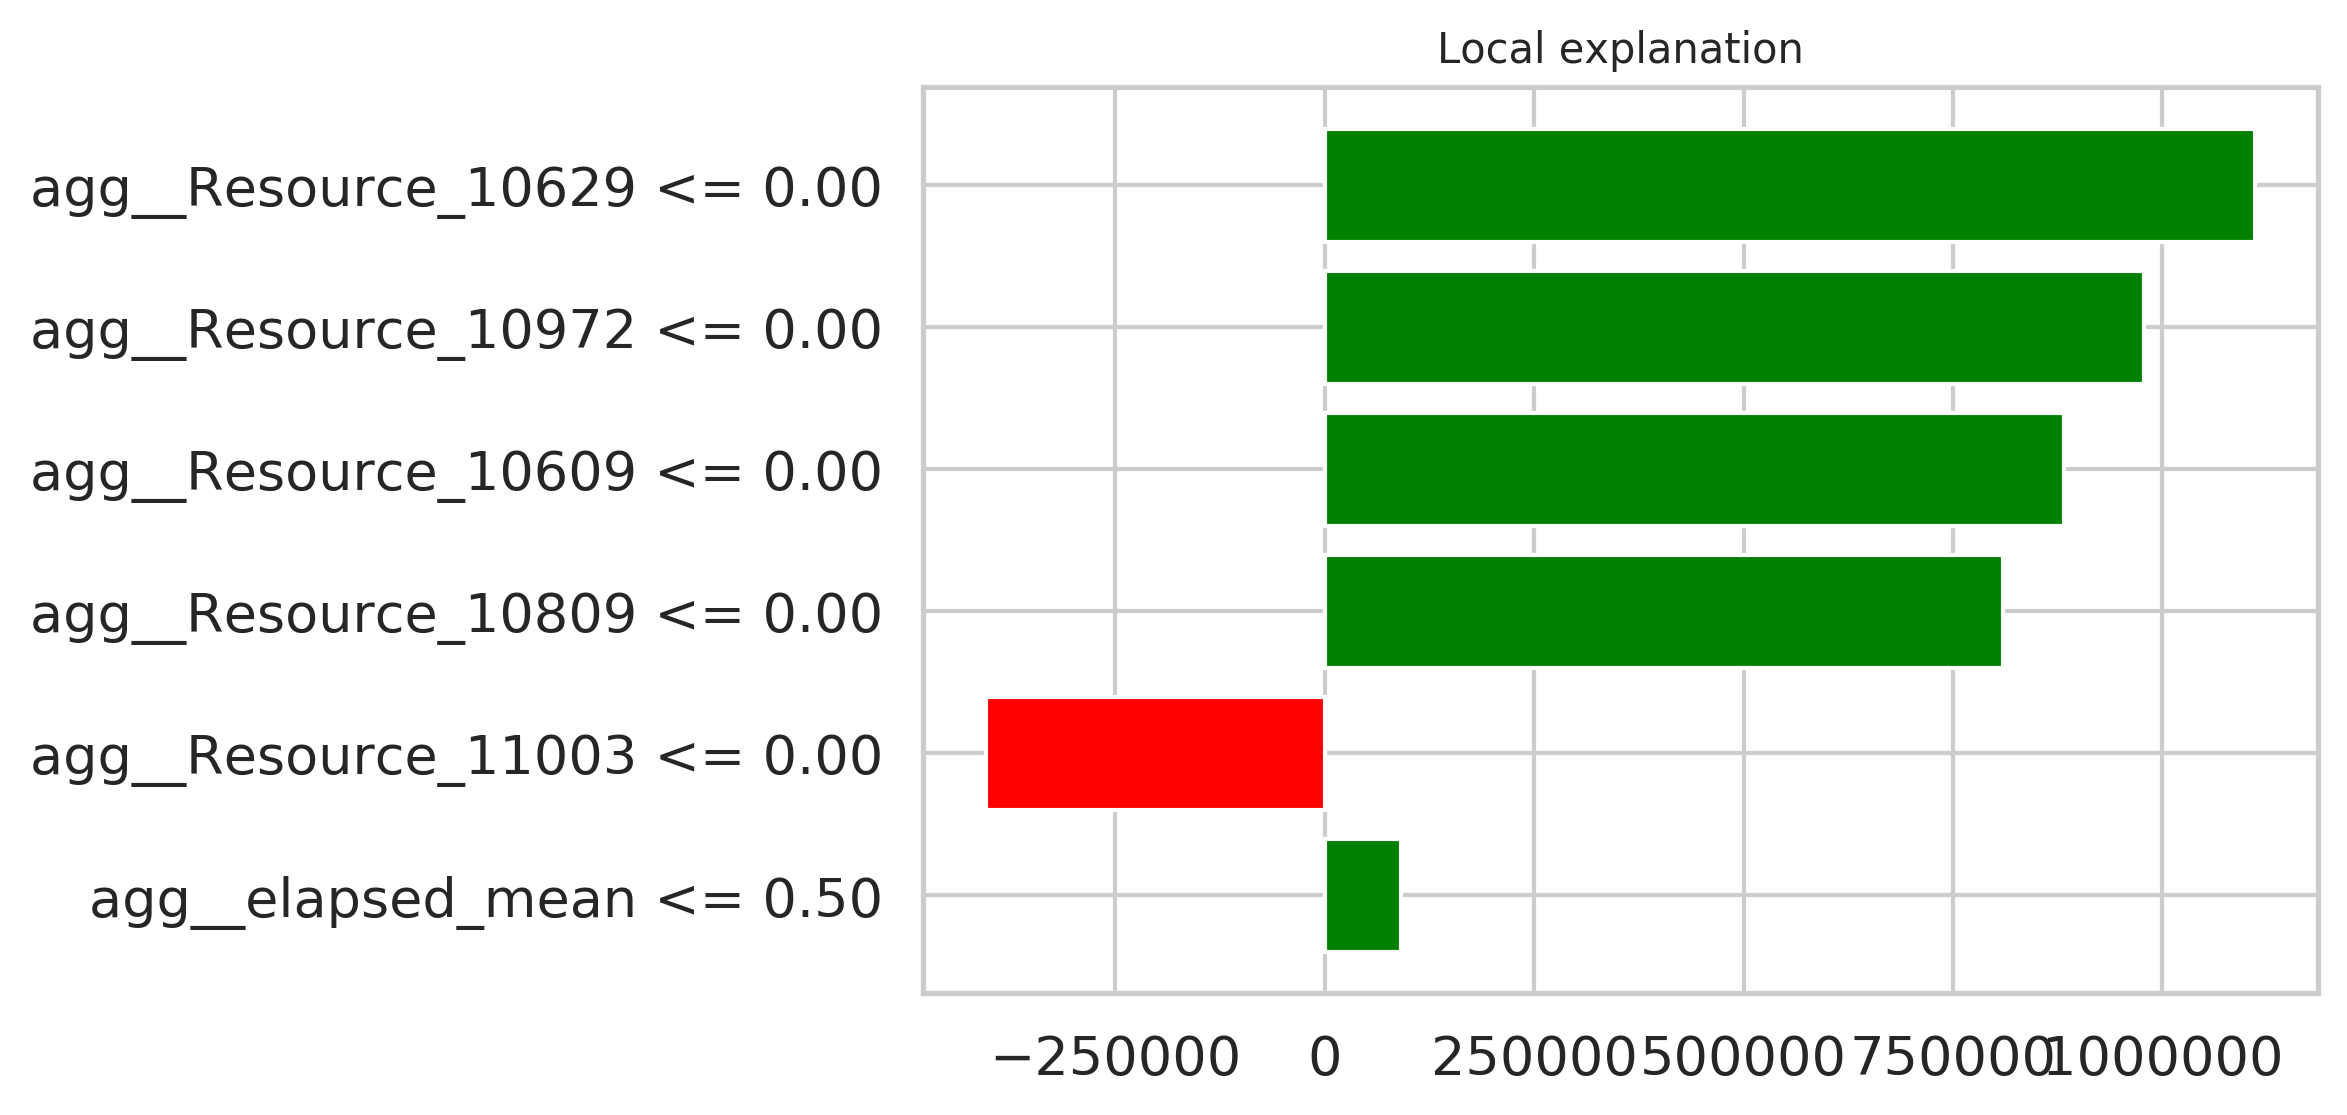 Local explanation
agg__Resource_10629 <= 0.00
agg__Resource_10972 <= 0.00
agg__Resource_10609 <= 0.00
agg__Resource_10809 <= 0.00
agg__Resource_11003 <= 0.00
agg__elapsed_mean <= 0.50
−250000 0 250000 500000 750000 1000000